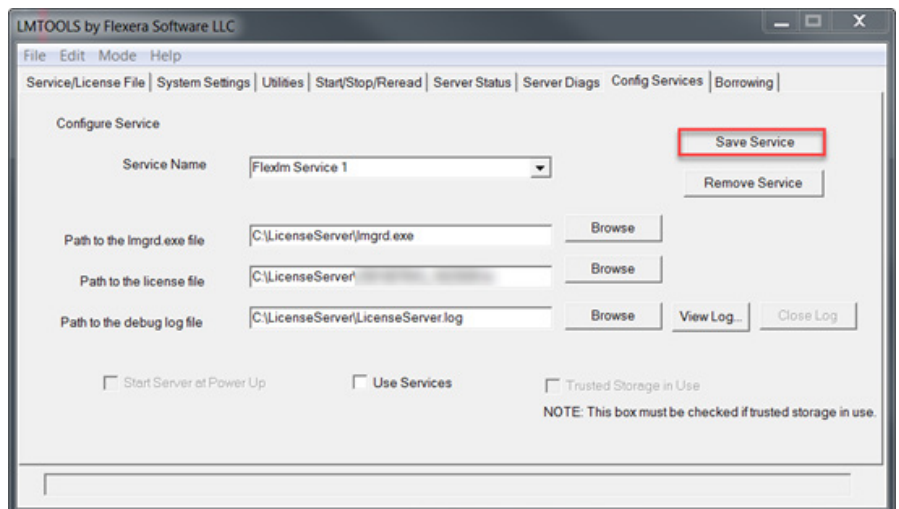 LMTOOLS by Flexera Software LLC
File Edit Mode Help
Service/License File System Settings Utilities Start/Stop/Reread Server Status Server Diags Config Services Borrowing
Configure Service
Save Service
Service Name Flexlm Service 1
Remove Service
Path to the lmgrd.exe file C:\LicenseServer\lmgrd.exe Browse
Path to the license file C:\LicenseServer\ Browse
Path to the debug log file C:\LicenseServer\LicenseServer.log Browse View Log... Close Log
Start Server at Power Up Use Services Trusted Storage in Use
NOTE: This box must be checked if trusted storage in use.